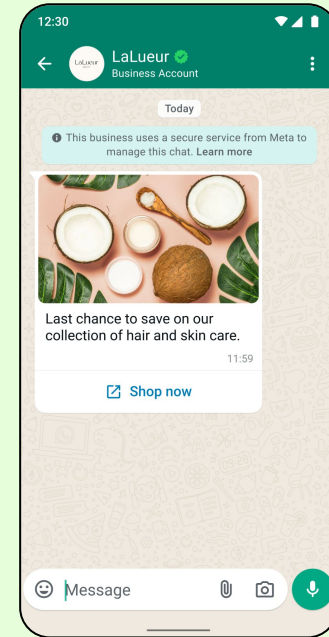 12:30
LaLueur
LaLueur
Business Account
Today
This business uses a secure service from Meta to
manage this chat. Learn more
Last chance to save on our
collection of hair and skin care.
11:59
Shop now
Message